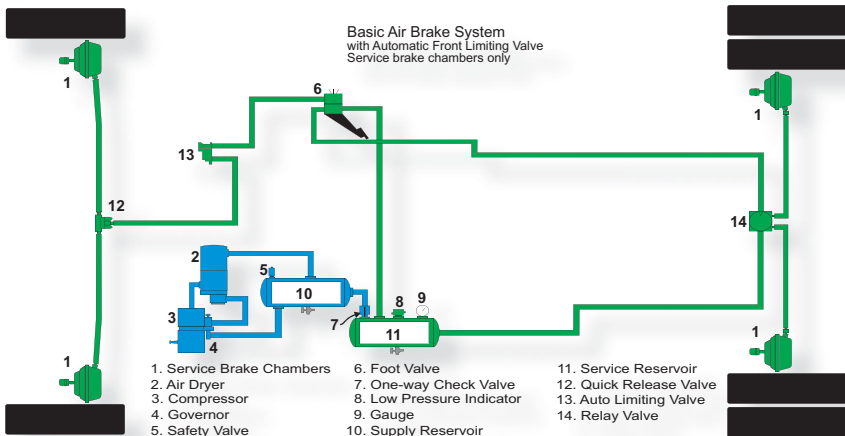 Basic Air Brake System
with Automatic Front Limiting Valve
Service brake chambers only
1
6
1
13
12
14
2
5
10
8
9
3
7
11
4
1
1
1. Service Brake Chambers
2. Air Dryer
3. Compressor
4. Governor
5. Safety Valve
6. Foot Valve
7. One-way Check Valve
8. Low Pressure Indicator
9. Gauge
10. Supply Reservoir
11. Service Reservoir
12. Quick Release Valve
13. Auto Limiting Valve
14. Relay Valve